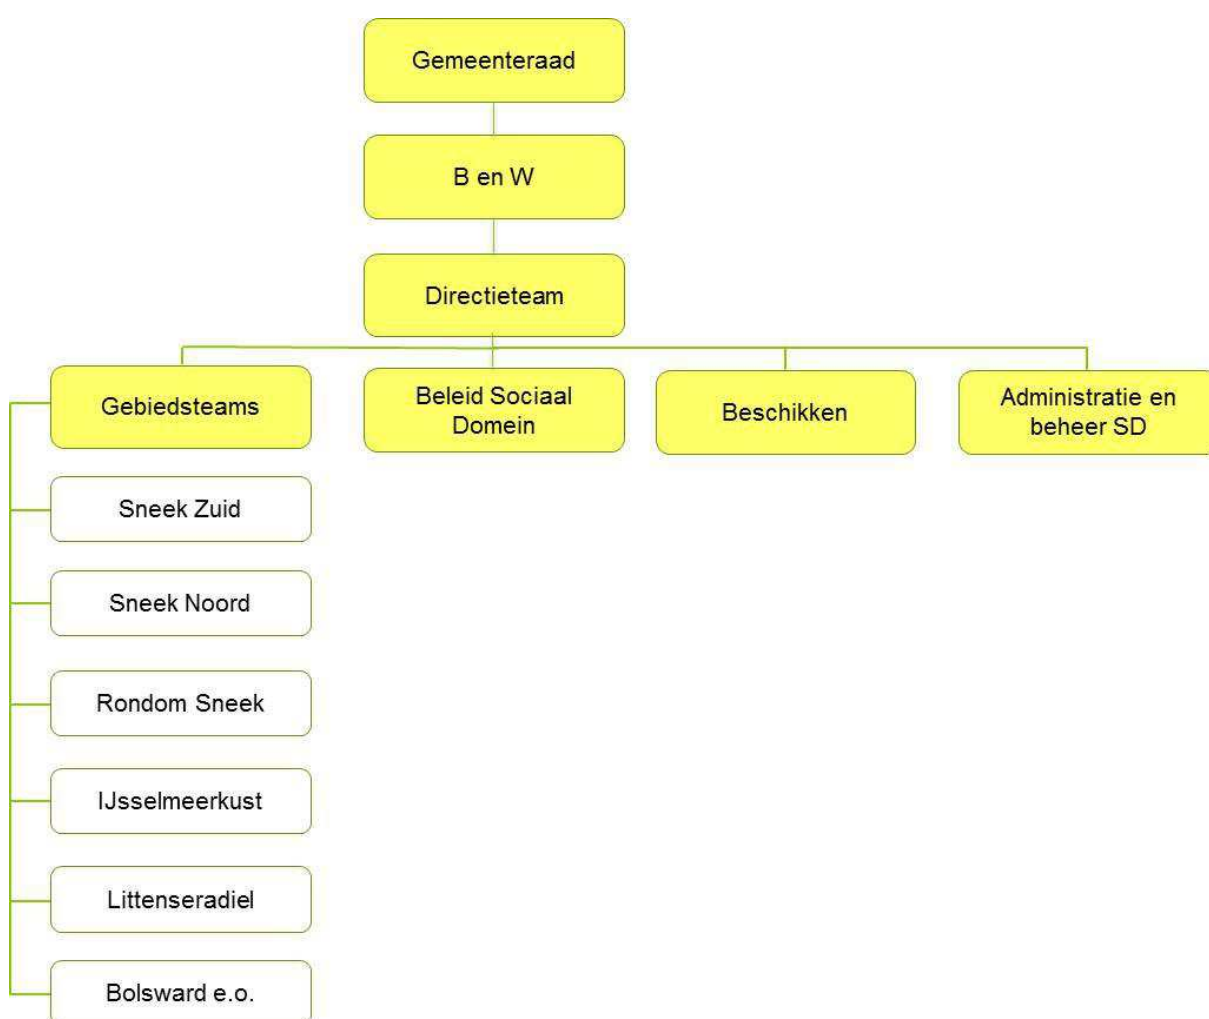 Gemeenteraad
B en W
Directieteam
Gebiedsteams
Beleid Sociaal
Domein
Beschikken
Administratie en
beheer SD
Sneek Zuid
Sneek Noord
Rondom Sneek
IJsselmeerkust
Littenseradiel
Bolsward e.o.